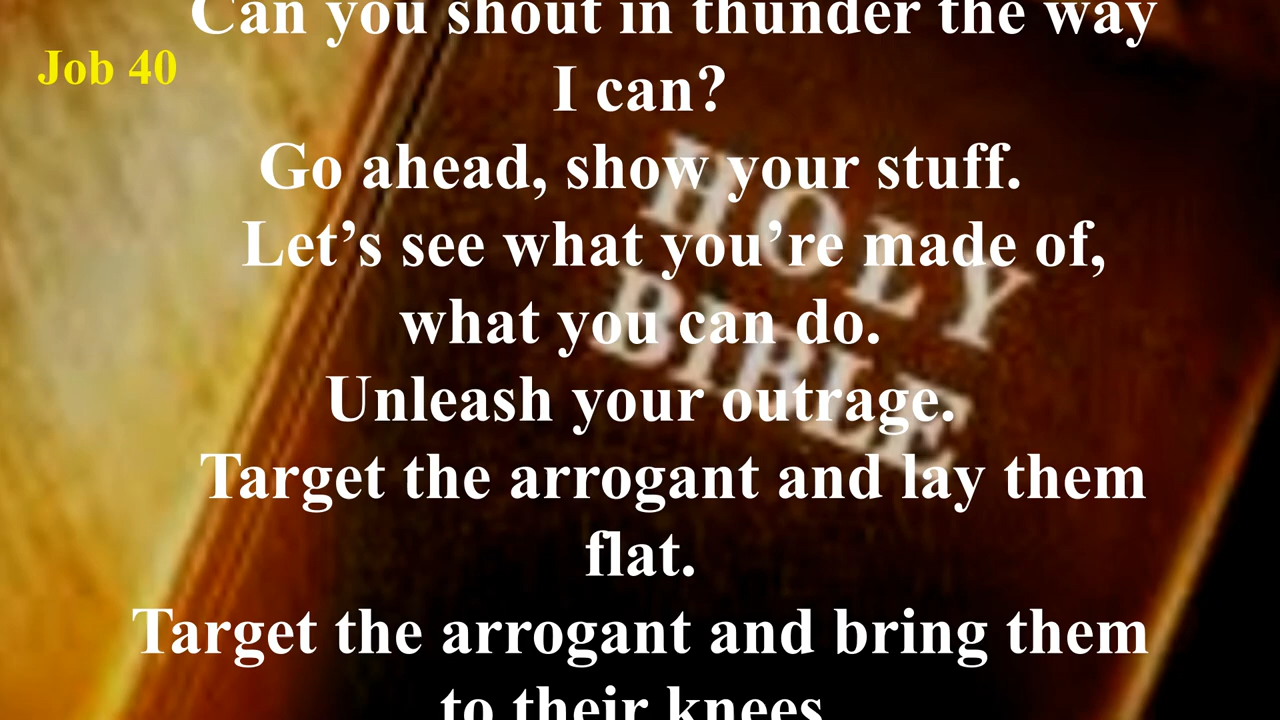 Can you shout in thunder the way
Job 40
I can?
Go ahead, show your stuff.
Let’s see what you’re made of,
what you can do.
Unleash your outrage.
Target the arrogant and lay them
flat.
Target the arrogant and bring them
to their knees
HOLY
BIBLE